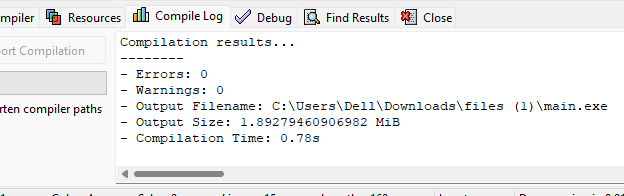 mpiler Resources Compile Log Debug Find Results Close
Compilation results...
--------
- Errors: 0
- Warnings: 0
- Output Filename: C:\Users\Dell\Downloads\files (1)\main.exe
- Output Size: 1.89279460906982 MiB
- Compilation Time: 0.78s
ort Compilation
rten compiler paths